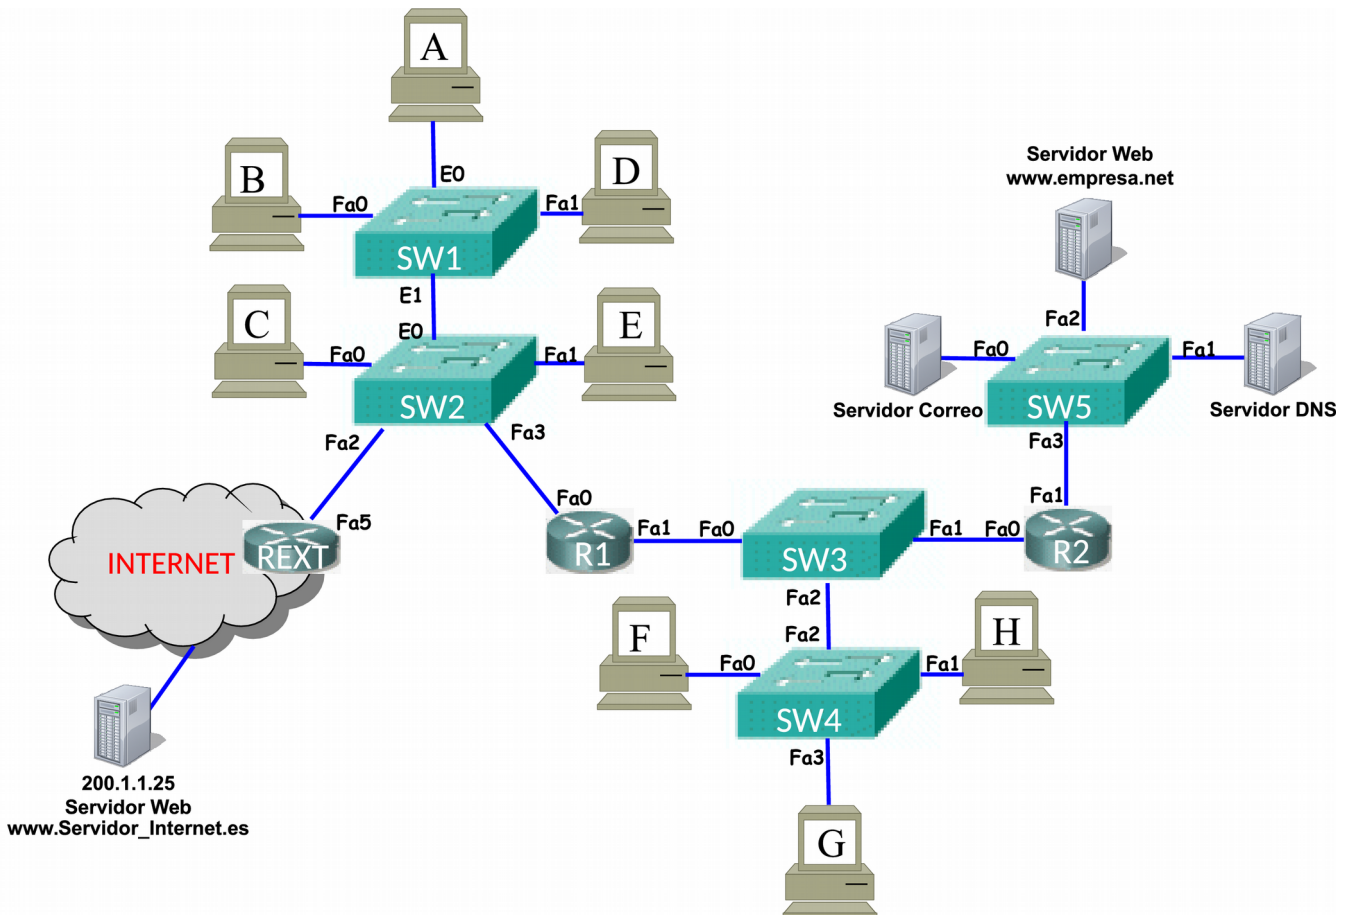 A
E0
B
Fa0
D
Fa1
SW1
E1
E0
C
Fa0
E
Fa1
SW2
Fa2
Fa3
INTERNET
REXT
Fa5
200.1.1.25
Servidor Web
www.Servidor_Internet.es
Fa0
R1
Fa1
Fa0
SW3
Fa1
Fa0
R2
Fa1
Fa2
Fa2
F
Fa0
H
Fa1
SW4
Fa3
G
Servidor Web
www.empresa.net
Fa2
Fa0
Servidor Correo
Fa1
Servidor DNS
SW5
Fa3